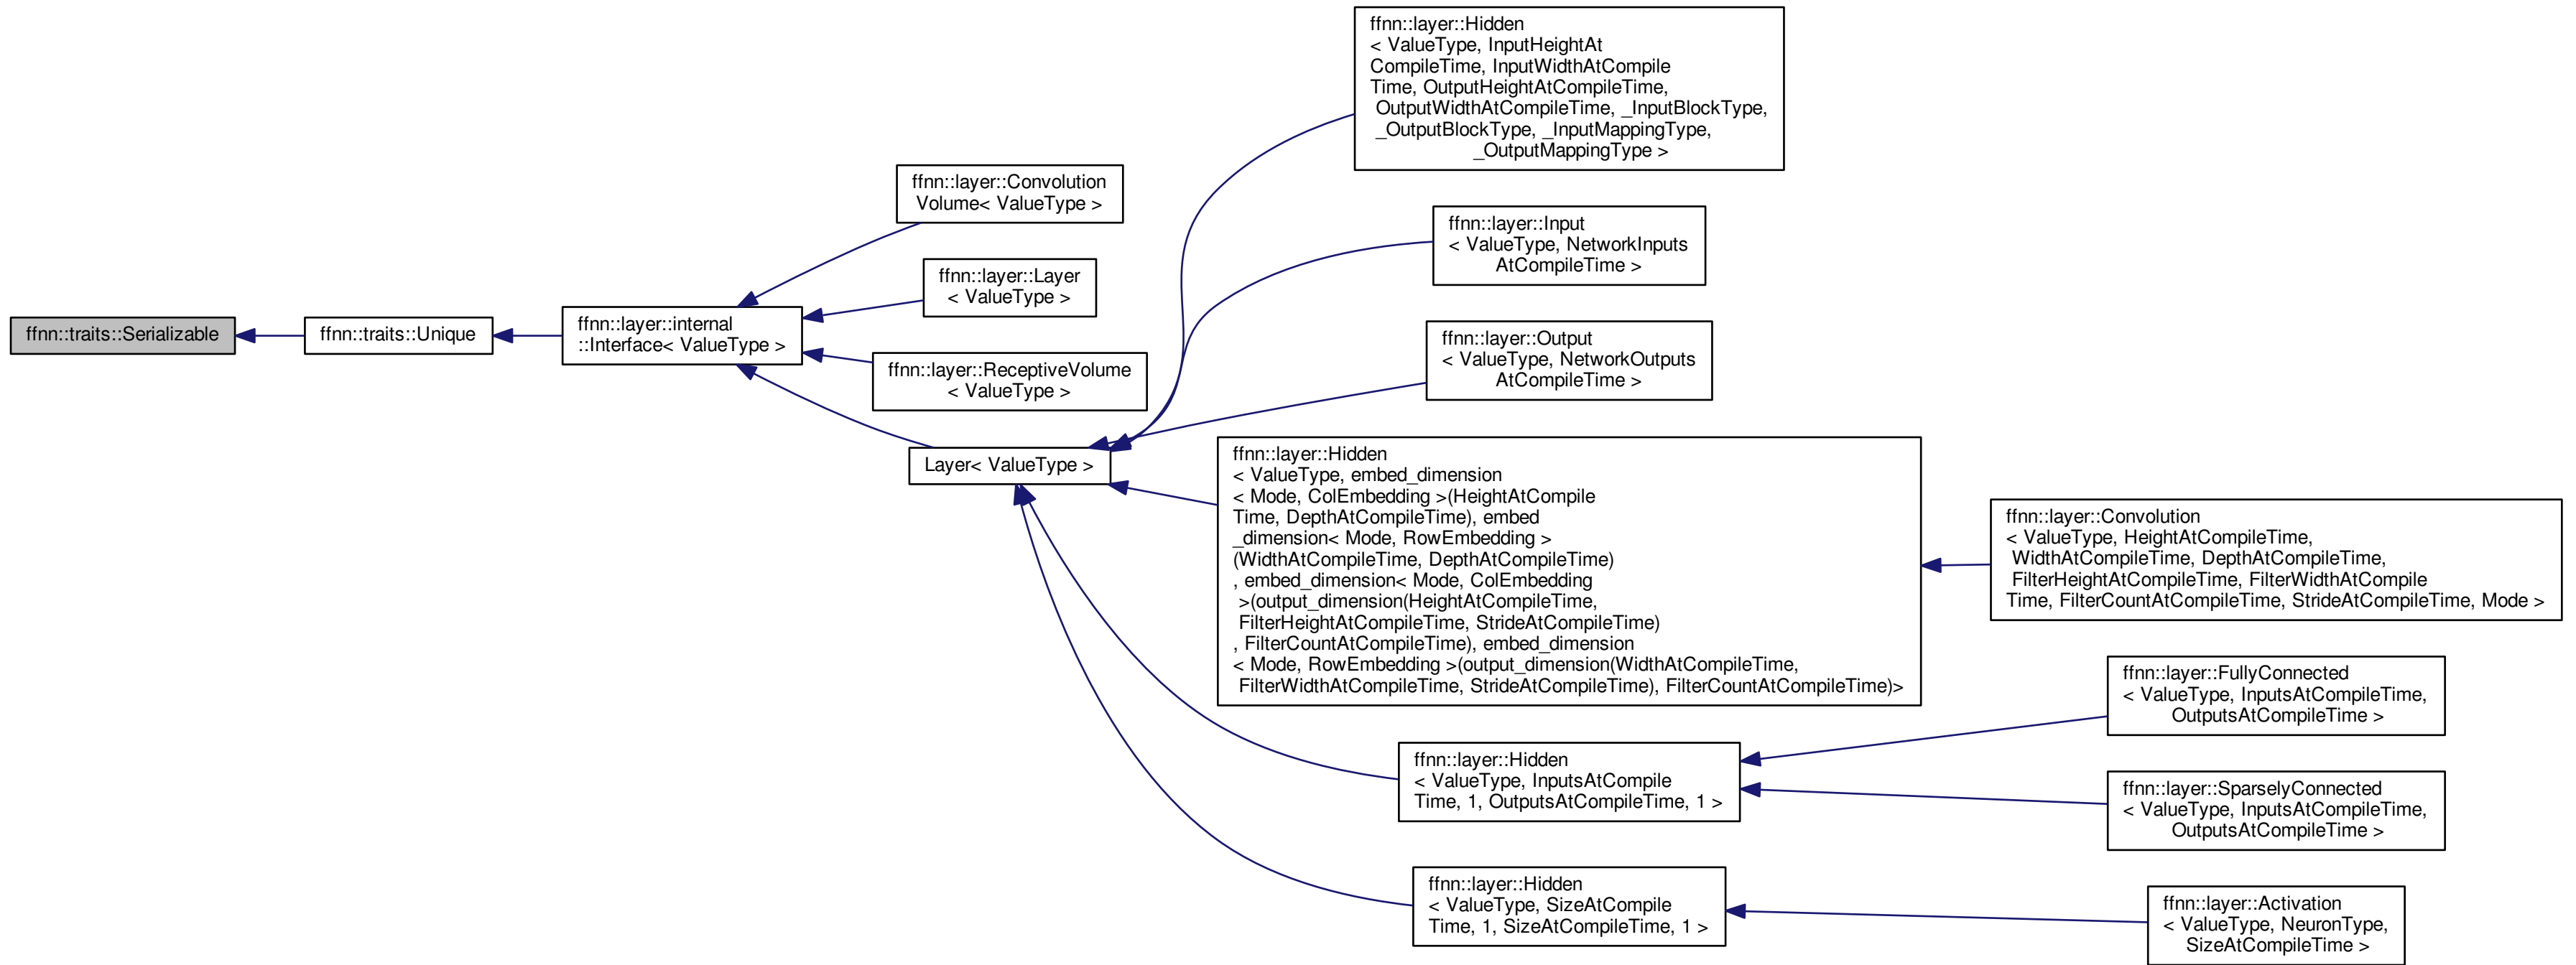 ffnn::traits::Serializable
ffnn::traits::Unique
ffnn::layer::internal
::Interface< ValueType >
ffnn::layer::Convolution
Volume< ValueType >
ffnn::layer::Layer
< ValueType >
ffnn::layer::ReceptiveVolume
< ValueType >
Layer< ValueType >
ffnn::layer::Hidden
< ValueType, InputHeightAt
CompileTime, InputWidthAtCompile
Time, OutputHeightAtCompileTime,
OutputWidthAtCompileTime, _InputBlockType,
_OutputBlockType, _InputMappingType,
_OutputMappingType >
ffnn::layer::Input
< ValueType, NetworkInputs
AtCompileTime >
ffnn::layer::Output
< ValueType, NetworkOutputs
AtCompileTime >
ffnn::layer::Hidden
< ValueType, embed_dimension
< Mode, ColEmbedding >(HeightAtCompile
Time, DepthAtCompileTime), embed
_dimension< Mode, RowEmbedding >
(WidthAtCompileTime, DepthAtCompileTime)
, embed_dimension< Mode, ColEmbedding
>(output_dimension(HeightAtCompileTime,
FilterHeightAtCompileTime, StrideAtCompileTime)
, FilterCountAtCompileTime), embed_dimension
< Mode, RowEmbedding >(output_dimension(WidthAtCompileTime,
FilterWidthAtCompileTime, StrideAtCompileTime), FilterCountAtCompileTime)>
ffnn::layer::Convolution
< ValueType, HeightAtCompileTime,
WidthAtCompileTime, DepthAtCompileTime,
FilterHeightAtCompileTime, FilterWidthAtCompile
Time, FilterCountAtCompileTime, StrideAtCompileTime, Mode >
ffnn::layer::Hidden
< ValueType, InputsAtCompile
Time, 1, OutputsAtCompileTime, 1 >
ffnn::layer::FullyConnected
< ValueType, InputsAtCompileTime,
OutputsAtCompileTime >
ffnn::layer::SparselyConnected
< ValueType, InputsAtCompileTime,
OutputsAtCompileTime >
ffnn::layer::Hidden
< ValueType, SizeAtCompile
Time, 1, SizeAtCompileTime, 1 >
ffnn::layer::Activation
< ValueType, NeuronType,
SizeAtCompileTime >